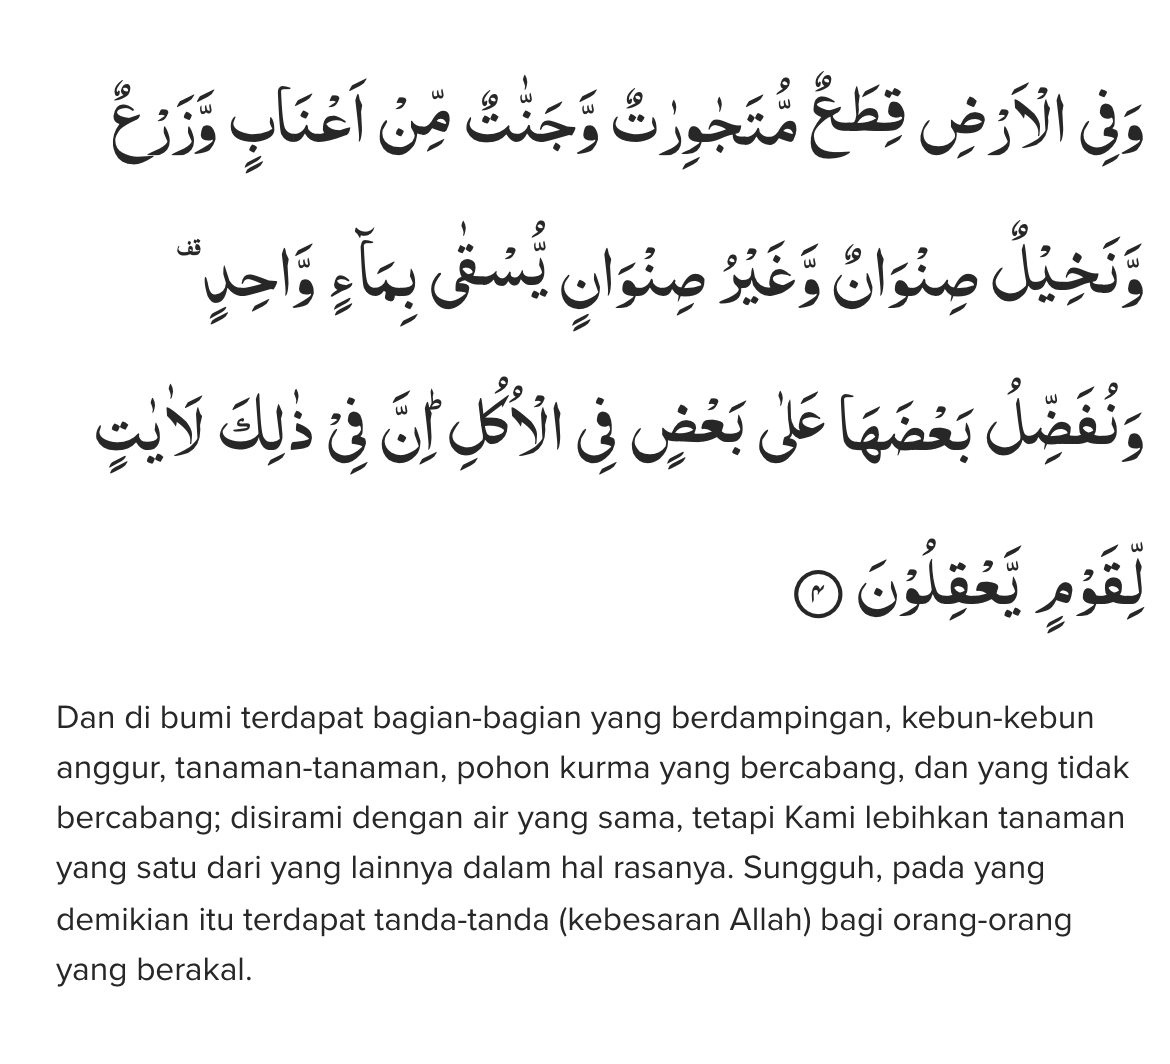 وَفِى الْاَرْضِ قِطَعٌ مُّتَجٰوِرٰتٌ وَّجَنّٰتٌ مِّنْ اَعْنَابٍ وَّزَرْعٌ
وَّنَخِيْلٌ صِنْوَانٌ وَّغَيْرُ صِنْوَانٍ يُّسْقٰى بِمَاۤءٍ وَّاحِدٍۙ قف
وَنُفَضِّلُ بَعْضَهَا عَلٰى بَعْضٍ فِى الْاُكُلِۗ اِنَّ فِيْ ذٰلِكَ لَاٰيٰتٍ
لِّقَوْمٍ يَّعْقِلُوْنَ ٤
Dan di bumi terdapat bagian-bagian yang berdampingan, kebun-kebun
anggur, tanaman-tanaman, pohon kurma yang bercabang, dan yang tidak
bercabang; disirami dengan air yang sama, tetapi Kami lebihkan tanaman
yang satu dari yang lainnya dalam hal rasanya. Sungguh, pada yang
demikian itu terdapat tanda-tanda (kebesaran Allah) bagi orang-orang
yang berakal.